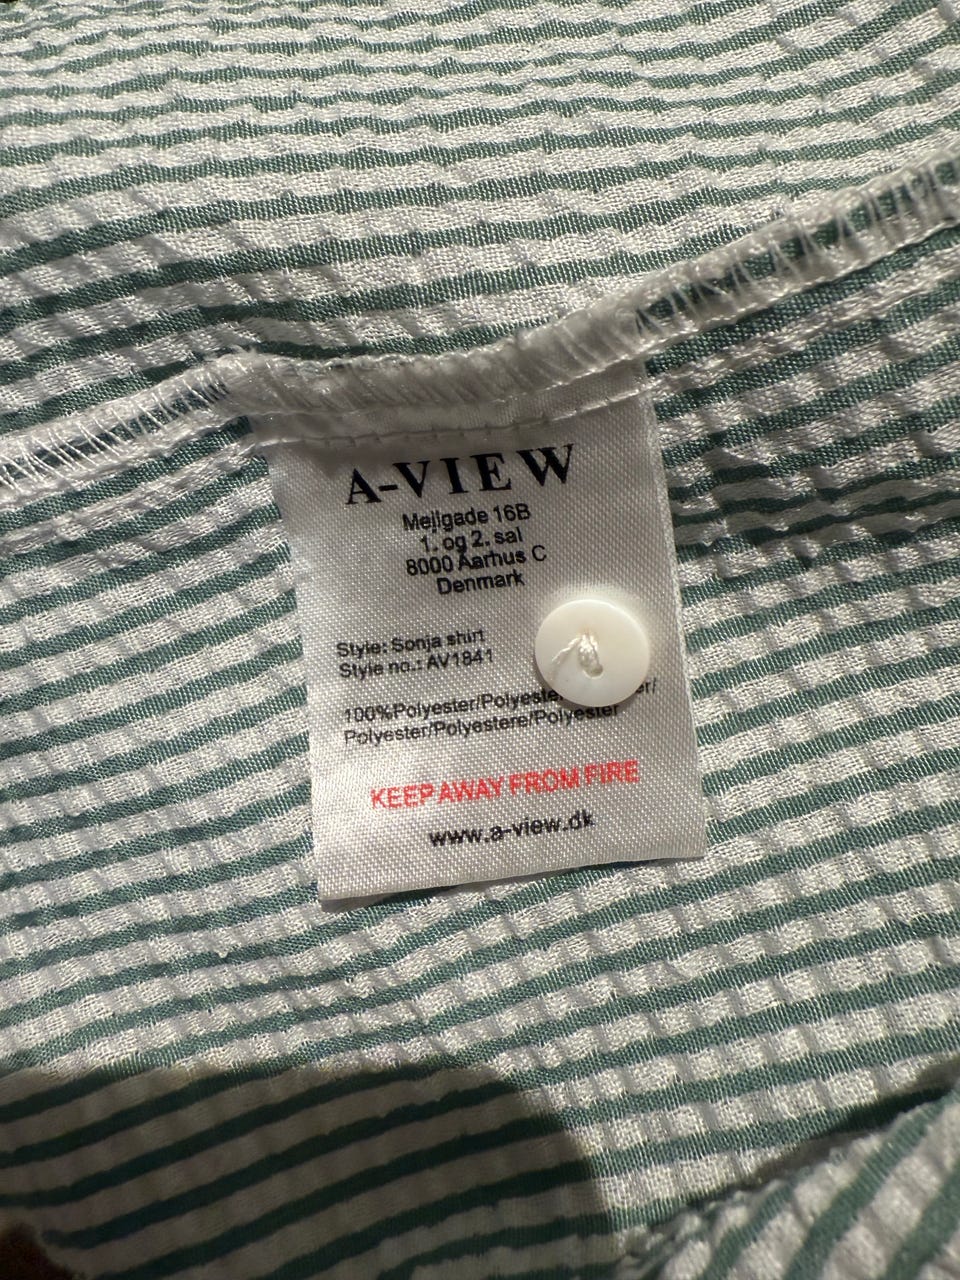 A-VIEW
Mejlgade 16B
1. og 2. sal
8000 Aarhus C
Denmark
Style: Sonja shirt
Style no.: AV1841
100%Polyester/
Polyester/Polyestere/Polyester
KEEP AWAY FROM FIRE
www.a-view.dk